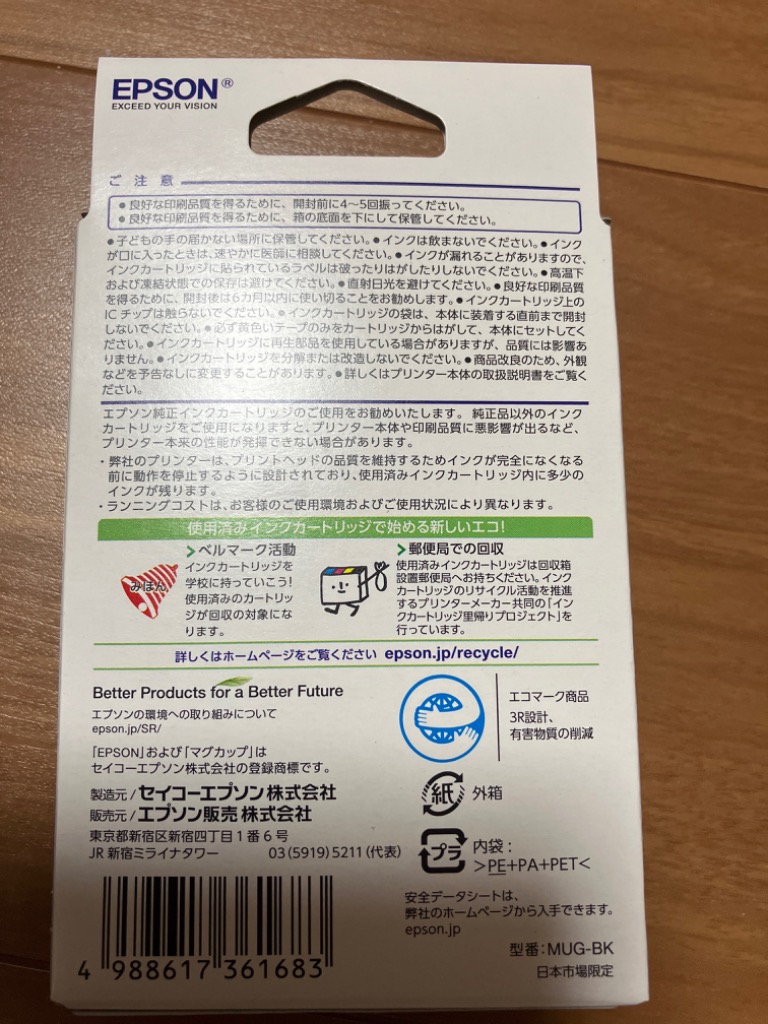 EPSON®
EXCEED YOUR VISION
ご注意
●良好な印刷品質を得るために、開封前に4〜5回振ってください。
●良好な印刷品質を得るために、箱の底面を下にして保管してください。
●子どもの手の届かない場所に保管してください。●インクは飲まないでください。●インク
が口に入ったときは、速やかに医師に相談してください。●インクが漏れることがありますので、
インクカートリッジに貼られているラベルは破ったりはがしたりしないでください。●高温下
および凍結状態での保存は避けてください。●直射日光を避けてください。●良好な印刷品質
を得るために、開封後は6カ月以内に使い切ることをお勧めします。●インクカートリッジ上の
ICチップは触らないでください。●インクカートリッジの袋は、本体に装着する直前まで開封
しないでください。●必ず黄色いテープのみをカートリッジからはがして、本体にセットしてく
ださい。●インクカートリッジに再生部品を使用している場合がありますが、品質には影響あ
りません。●インクカートリッジを分解または改造しないでください。●商品改良のため、外観
などを予告なしに変更することがあります。●詳しくはプリンター本体の取扱説明書をご覧く
ださい。
エプソン純正インクカートリッジのご使用をお勧めいたします。純正品以外のインク
カートリッジをご使用になりますと、プリンター本体や印刷品質に悪影響が出るなど、
プリンター本来の性能が発揮できない場合があります。
・弊社のプリンターは、プリントヘッドの品質を維持するためインクが完全になくなる
前に動作を停止するように設計されており、使用済みインクカートリッジ内に多少の
インクが残ります。
・ランニングコストは、お客様のご使用環境およびご使用状況により異なります。
使用済みインクカートリッジで始める新しいエコ!
ベルマーク活動
インクカートリッジを
学校に持っていこう!
使用済みのカートリッ
ジが回収の対象にな
ります。
みほん
郵便局での回収
使用済みインクカートリッジは回収箱
設置郵便局へお持ちください。インク
カートリッジのリサイクル活動を推進
するプリンターメーカー共同の「イン
クカートリッジ里帰りプロジェクト」を
行っています。
詳しくはホームページをご覧ください epson.jp/recycle/
Better Products for a Better Future
エプソンの環境への取り組みについて
epson.jp/SR/
「EPSON」および「マグカップ」は
セイコーエプソン株式会社の登録商標です。
製造元/セイコーエプソン株式会社
販売元/エプソン販売株式会社
東京都新宿区新宿四丁目1番6号
JR新宿ミライナタワー 03(5919)5211(代表)
エコマーク商品
3R設計、
有害物質の削減
紙 外箱
プラ 内袋:
>PE+PA+PET<
安全データシートは、
弊社のホームページから入手できます。
epson.jp
型番:MUG-BK
日本市場限定
4 988617 361683